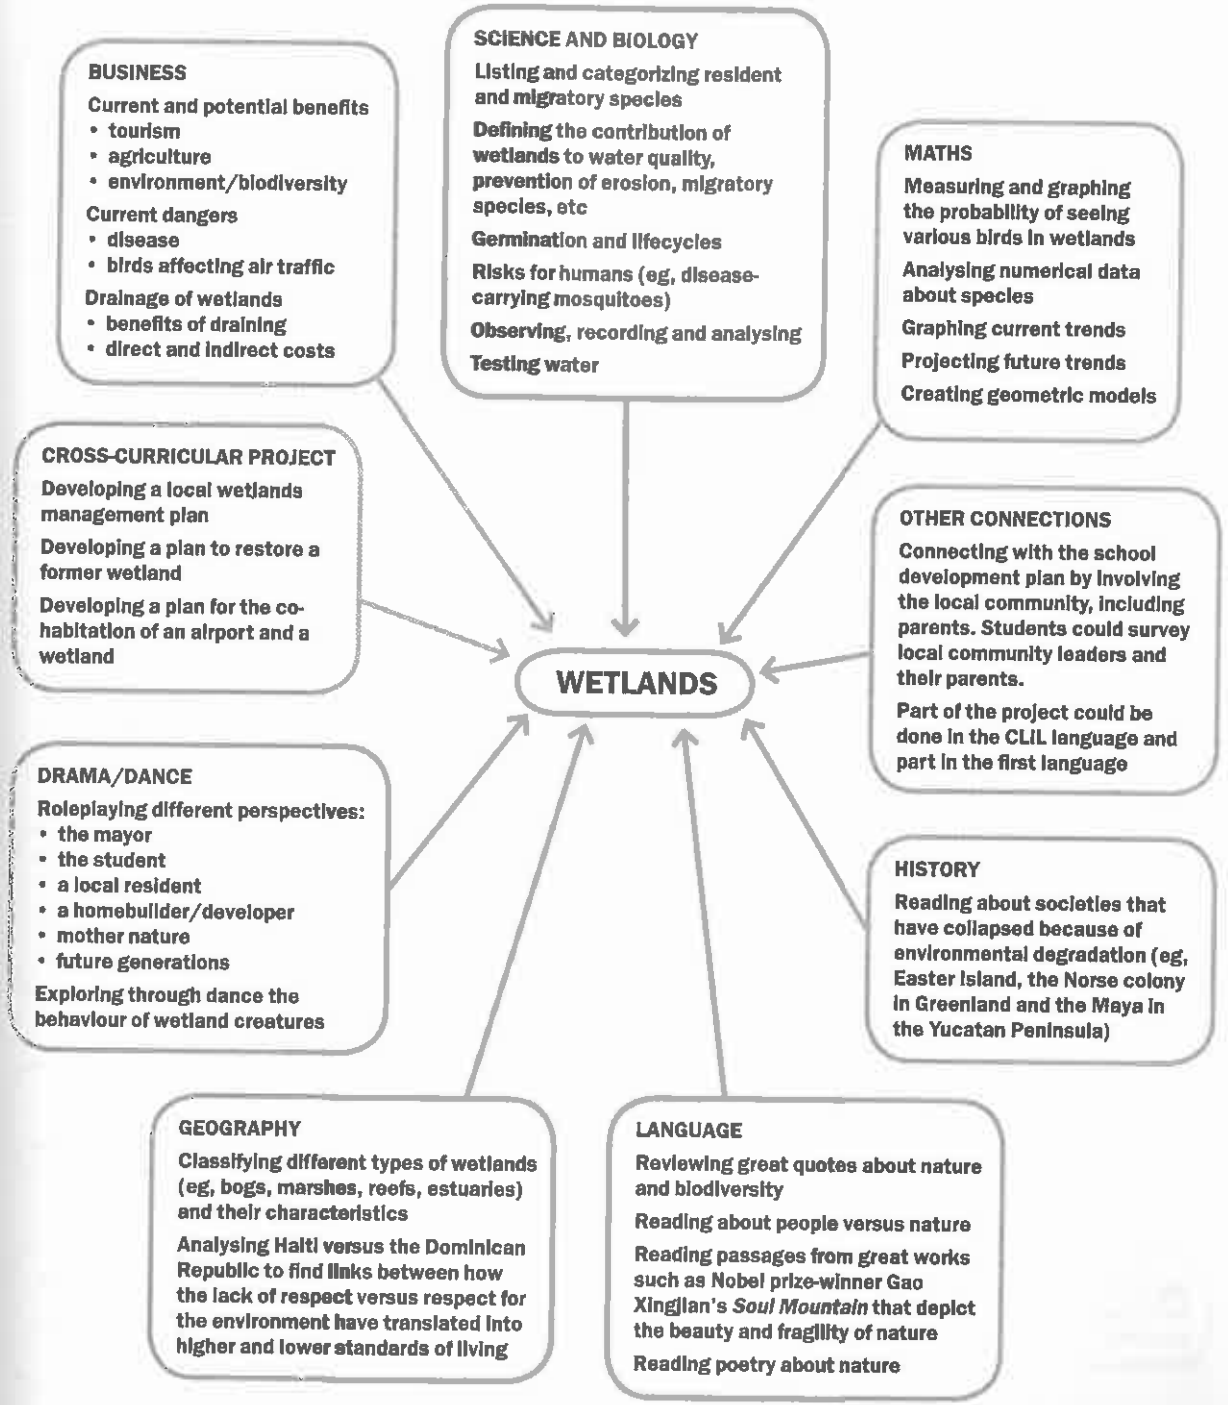 BUSINESS
Current and potential benefits
• tourism
• agriculture
• environment/biodiversity
Current dangers
• disease
• birds affecting air traffic
Drainage of wetlands
• benefits of draining
• direct and indirect costs
SCIENCE AND BIOLOGY
Listing and categorizing resident
and migratory species
Defining the contribution of
wetlands to water quality,
prevention of erosion, migratory
species, etc
Germination and lifecycles
Risks for humans (eg, disease-
carrying mosquitoes)
Observing, recording and analysing
Testing water
MATHS
Measuring and graphing
the probability of seeing
various birds in wetlands
Analysing numerical data
about species
Graphing current trends
Projecting future trends
Creating geometric models
CROSS-CURRICULAR PROJECT
Developing a local wetlands
management plan
Developing a plan to restore a
former wetland
Developing a plan for the co-
habitation of an airport and a
wetland
OTHER CONNECTIONS
Connecting with the school
development plan by involving
the local community, including
parents. Students could survey
local community leaders and
their parents.
Part of the project could be
done in the CLIL language and
part in the first language
WETLANDS
DRAMA/DANCE
Roleplaying different perspectives:
• the mayor
• the student
• a local resident
• a homebuilder/developer
• mother nature
• future generations
Exploring through dance the
behaviour of wetland creatures
HISTORY
Reading about societies that
have collapsed because of
environmental degradation (eg,
Easter Island, the Norse colony
in Greenland and the Maya in
the Yucatan Peninsula)
GEOGRAPHY
Classifying different types of wetlands
(eg, bogs, marshes, reefs, estuaries)
and their characteristics
Analysing Haiti versus the Dominican
Republic to find links between how
the lack of respect versus respect for
the environment have translated into
higher and lower standards of living
LANGUAGE
Reviewing great quotes about nature
and biodiversity
Reading about people versus nature
Reading passages from great works
such as Nobel prize-winner Gao
Xingjian's Soul Mountain that depict
the beauty and fragility of nature
Reading poetry about nature